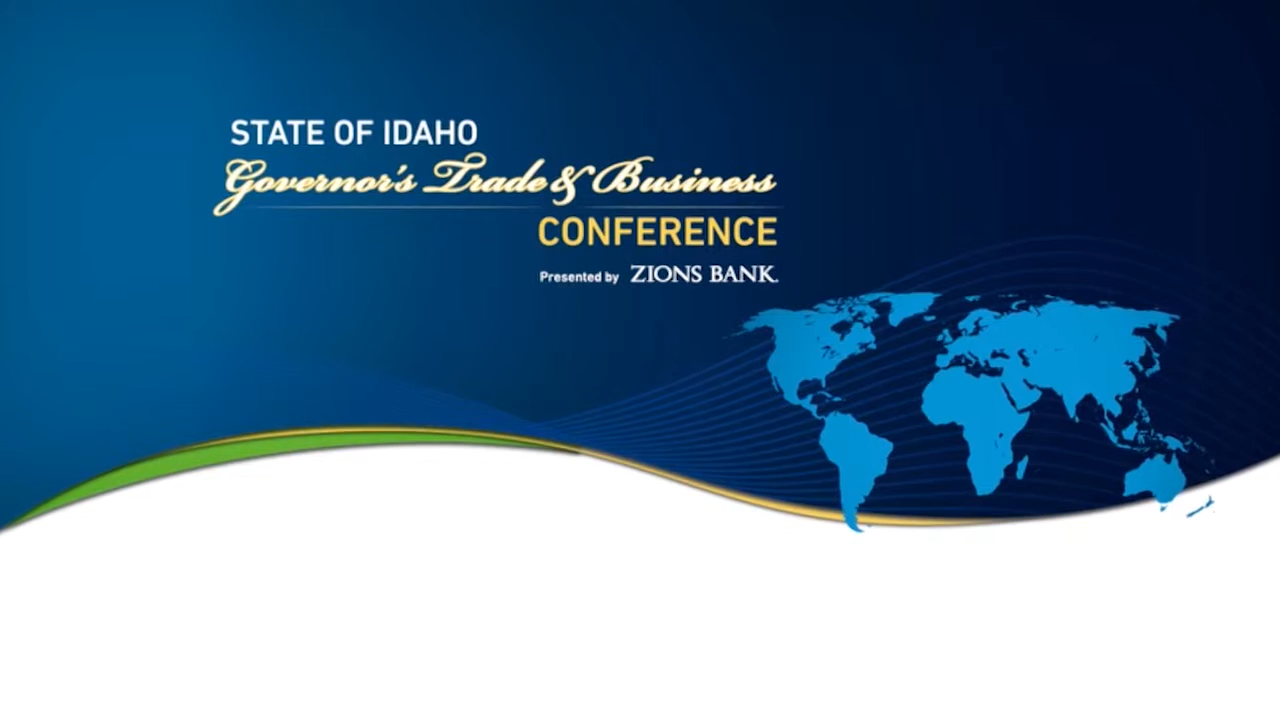 STATE OF IDAHO
Governor's Trade & Business
CONFERENCE
Presented by ZIONS BANK.